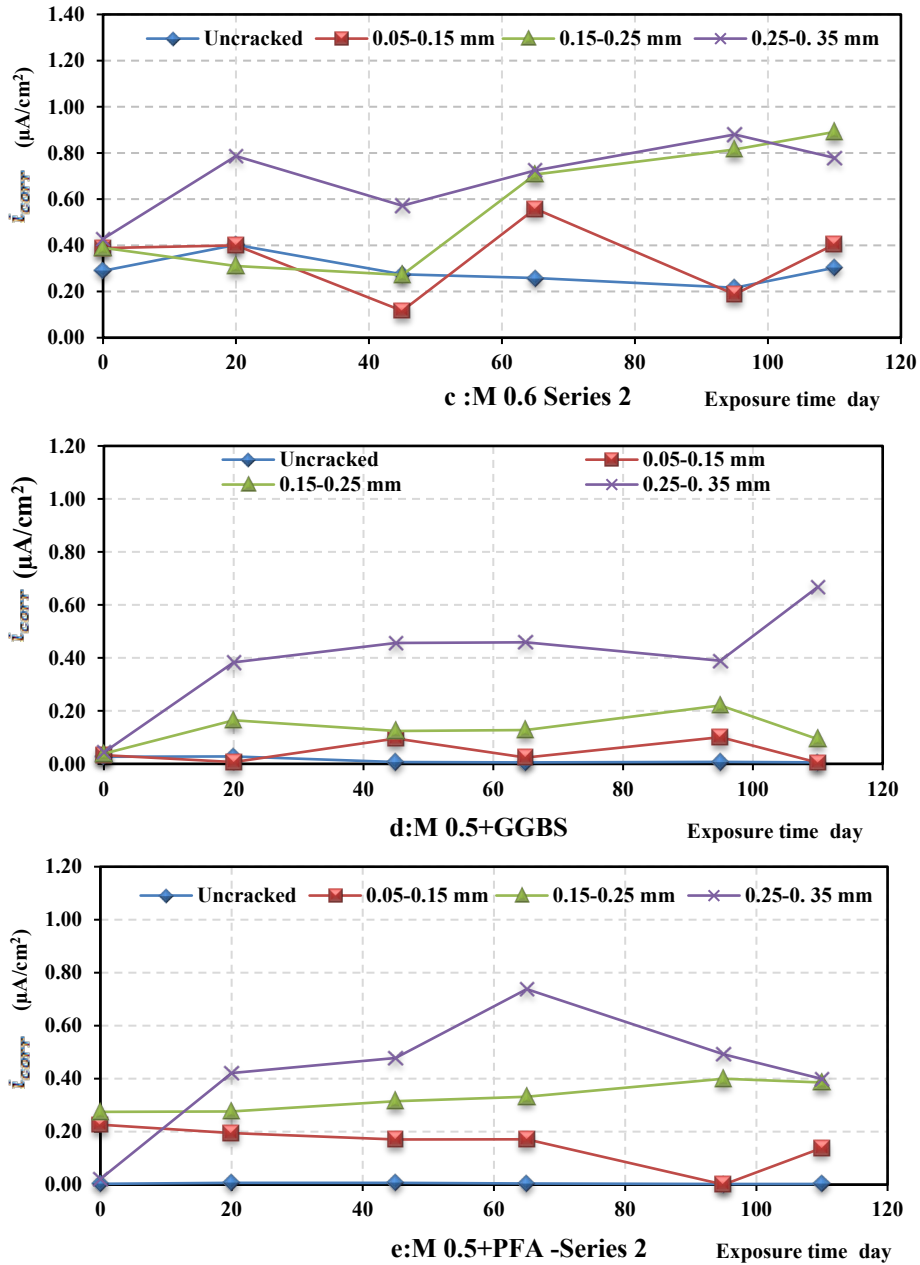 Uncracked 0.05-0.15 mm 0.15-0.25 mm 0.25-0. 35 mm
i_corr (µA/cm²)
1.40
1.20
1.00
0.80
0.60
0.40
0.20
0.00
0 20 40 60 80 100 120
c :M 0.6 Series 2 Exposure time day
Uncracked 0.05-0.15 mm
0.15-0.25 mm 0.25-0. 35 mm
i_corr (µA/cm²)
1.20
1.00
0.80
0.60
0.40
0.20
0.00
0 20 40 60 80 100 120
d:M 0.5+GGBS Exposure time day
Uncracked 0.05-0.15 mm 0.15-0.25 mm 0.25-0. 35 mm
i_corr (µA/cm²)
1.20
1.00
0.80
0.60
0.40
0.20
0.00
0 20 40 60 80 100 120
e:M 0.5+PFA -Series 2 Exposure time day